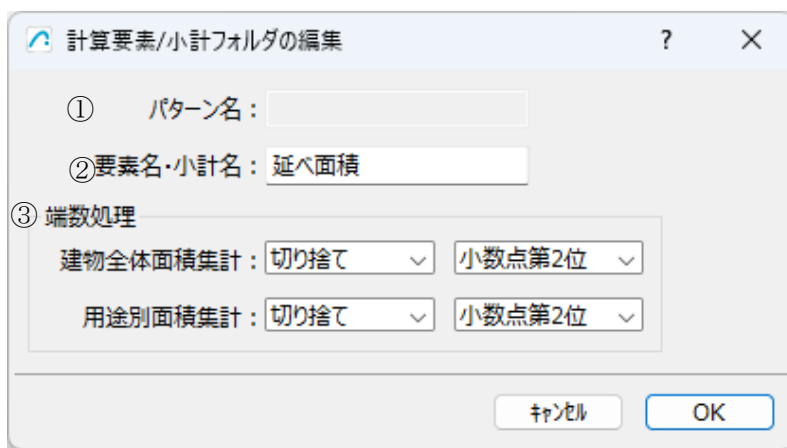 計算要素/小計フォルダの編集 ? ×
① パターン名：
②要素名・小計名： 延べ面積
③ 端数処理
建物全体面積集計： 切り捨て 小数点第2位
用途別面積集計： 切り捨て 小数点第2位
ｷｬﾝｾﾙ OK